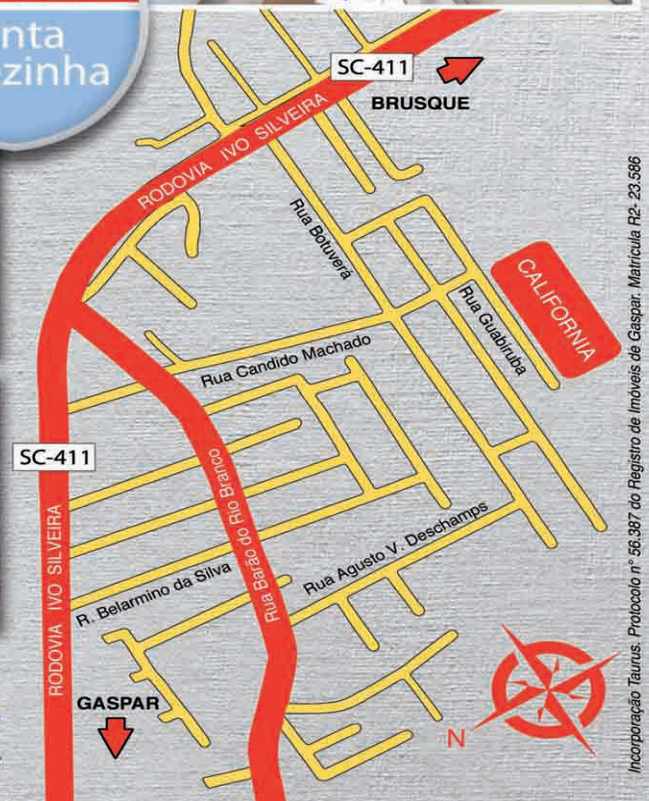 nta
zinha
SC-411
BRUSQUE
RODOVIA IVO SILVEIRA
Rua Botuverá
CALIFORNIA
Rua Guabiruba
Rua Candido Machado
SC-411
RODOVIA IVO SILVEIRA
Rua Barão do Rio Branco
Rua Agusto V. Deschamps
R. Belarmino da Silva
GASPAR
N
Incorporação Taurus. Protocolo n° 56.387 do Registro de Imóveis de Gaspar. Matrícula R2- 23.586